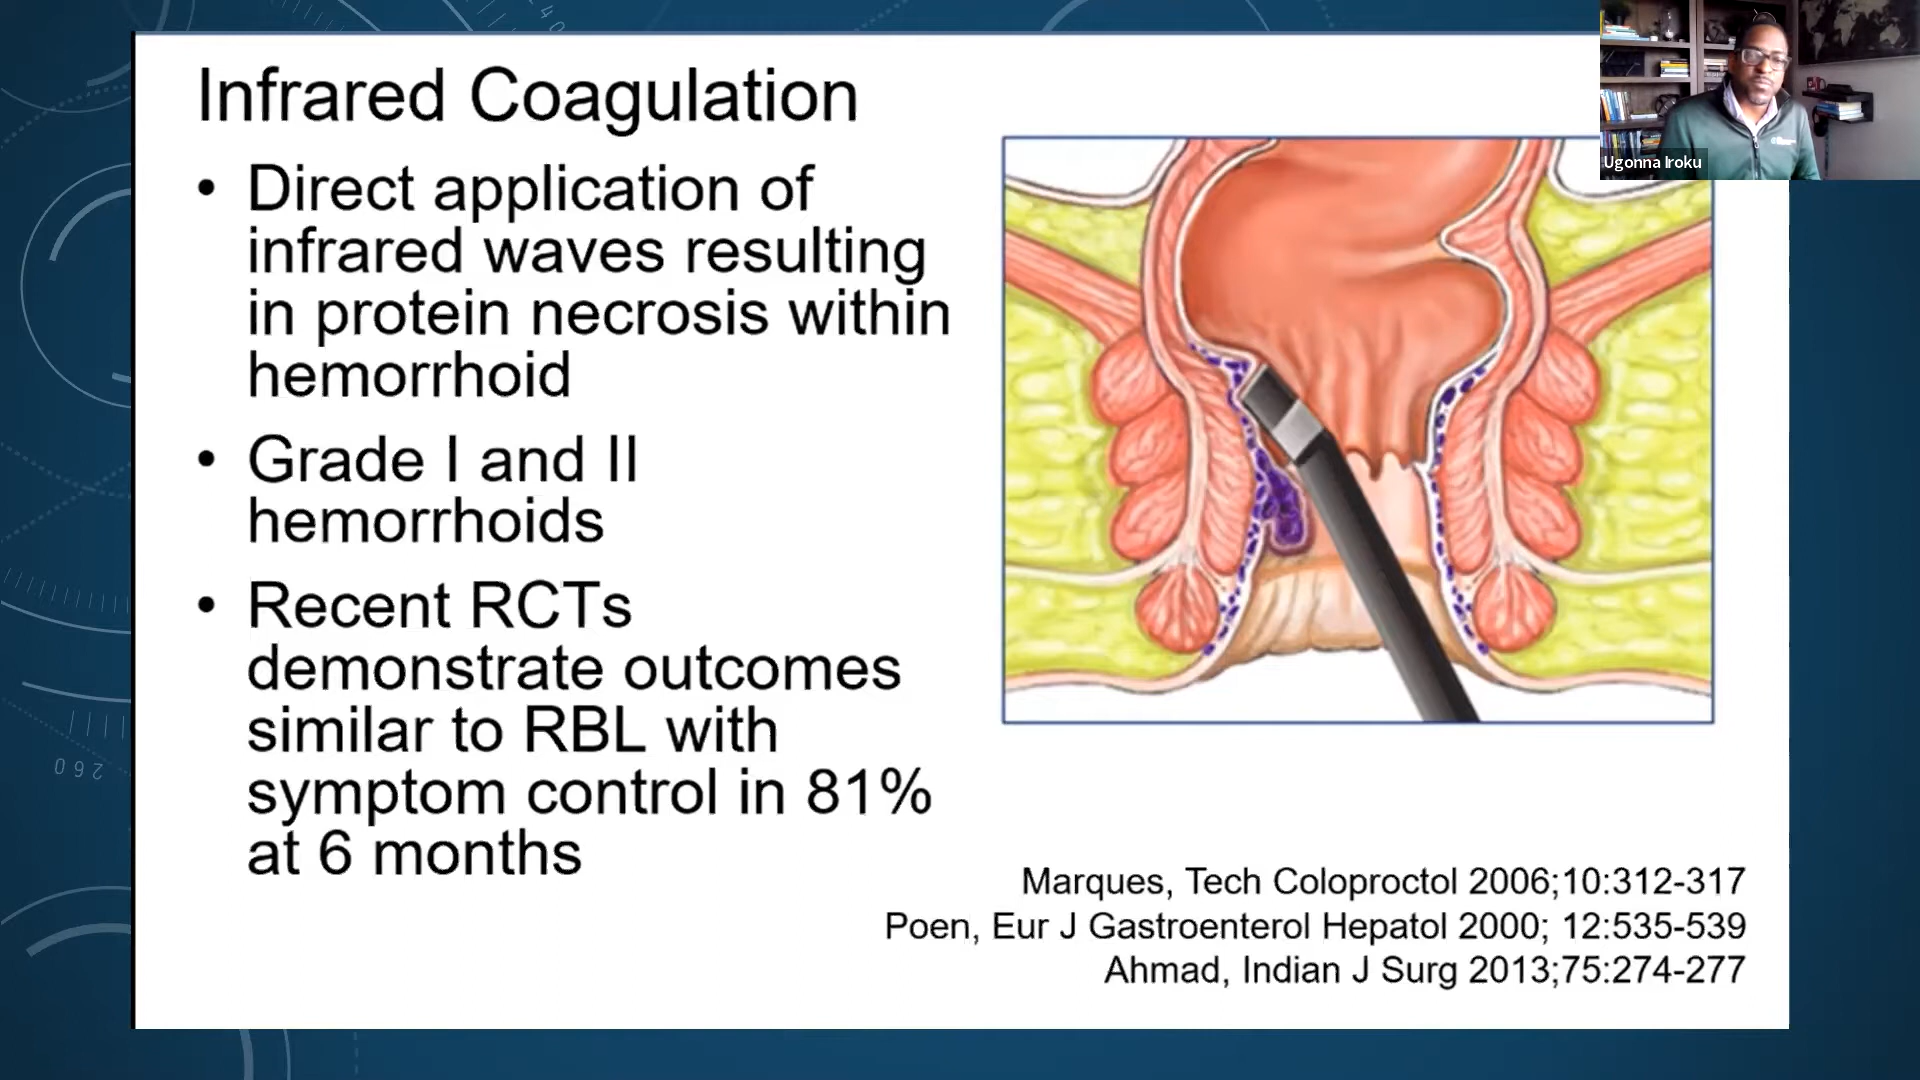 Infrared Coagulation
• Direct application of
infrared waves resulting
in protein necrosis within
hemorrhoid
• Grade I and II
hemorrhoids
• Recent RCTs
demonstrate outcomes
similar to RBL with
symptom control in 81%
at 6 months
Marques, Tech Coloproctol 2006;10:312-317
Poen, Eur J Gastroenterol Hepatol 2000; 12:535-539
Ahmad, Indian J Surg 2013;75:274-277
Ugonna Iroku
260
240